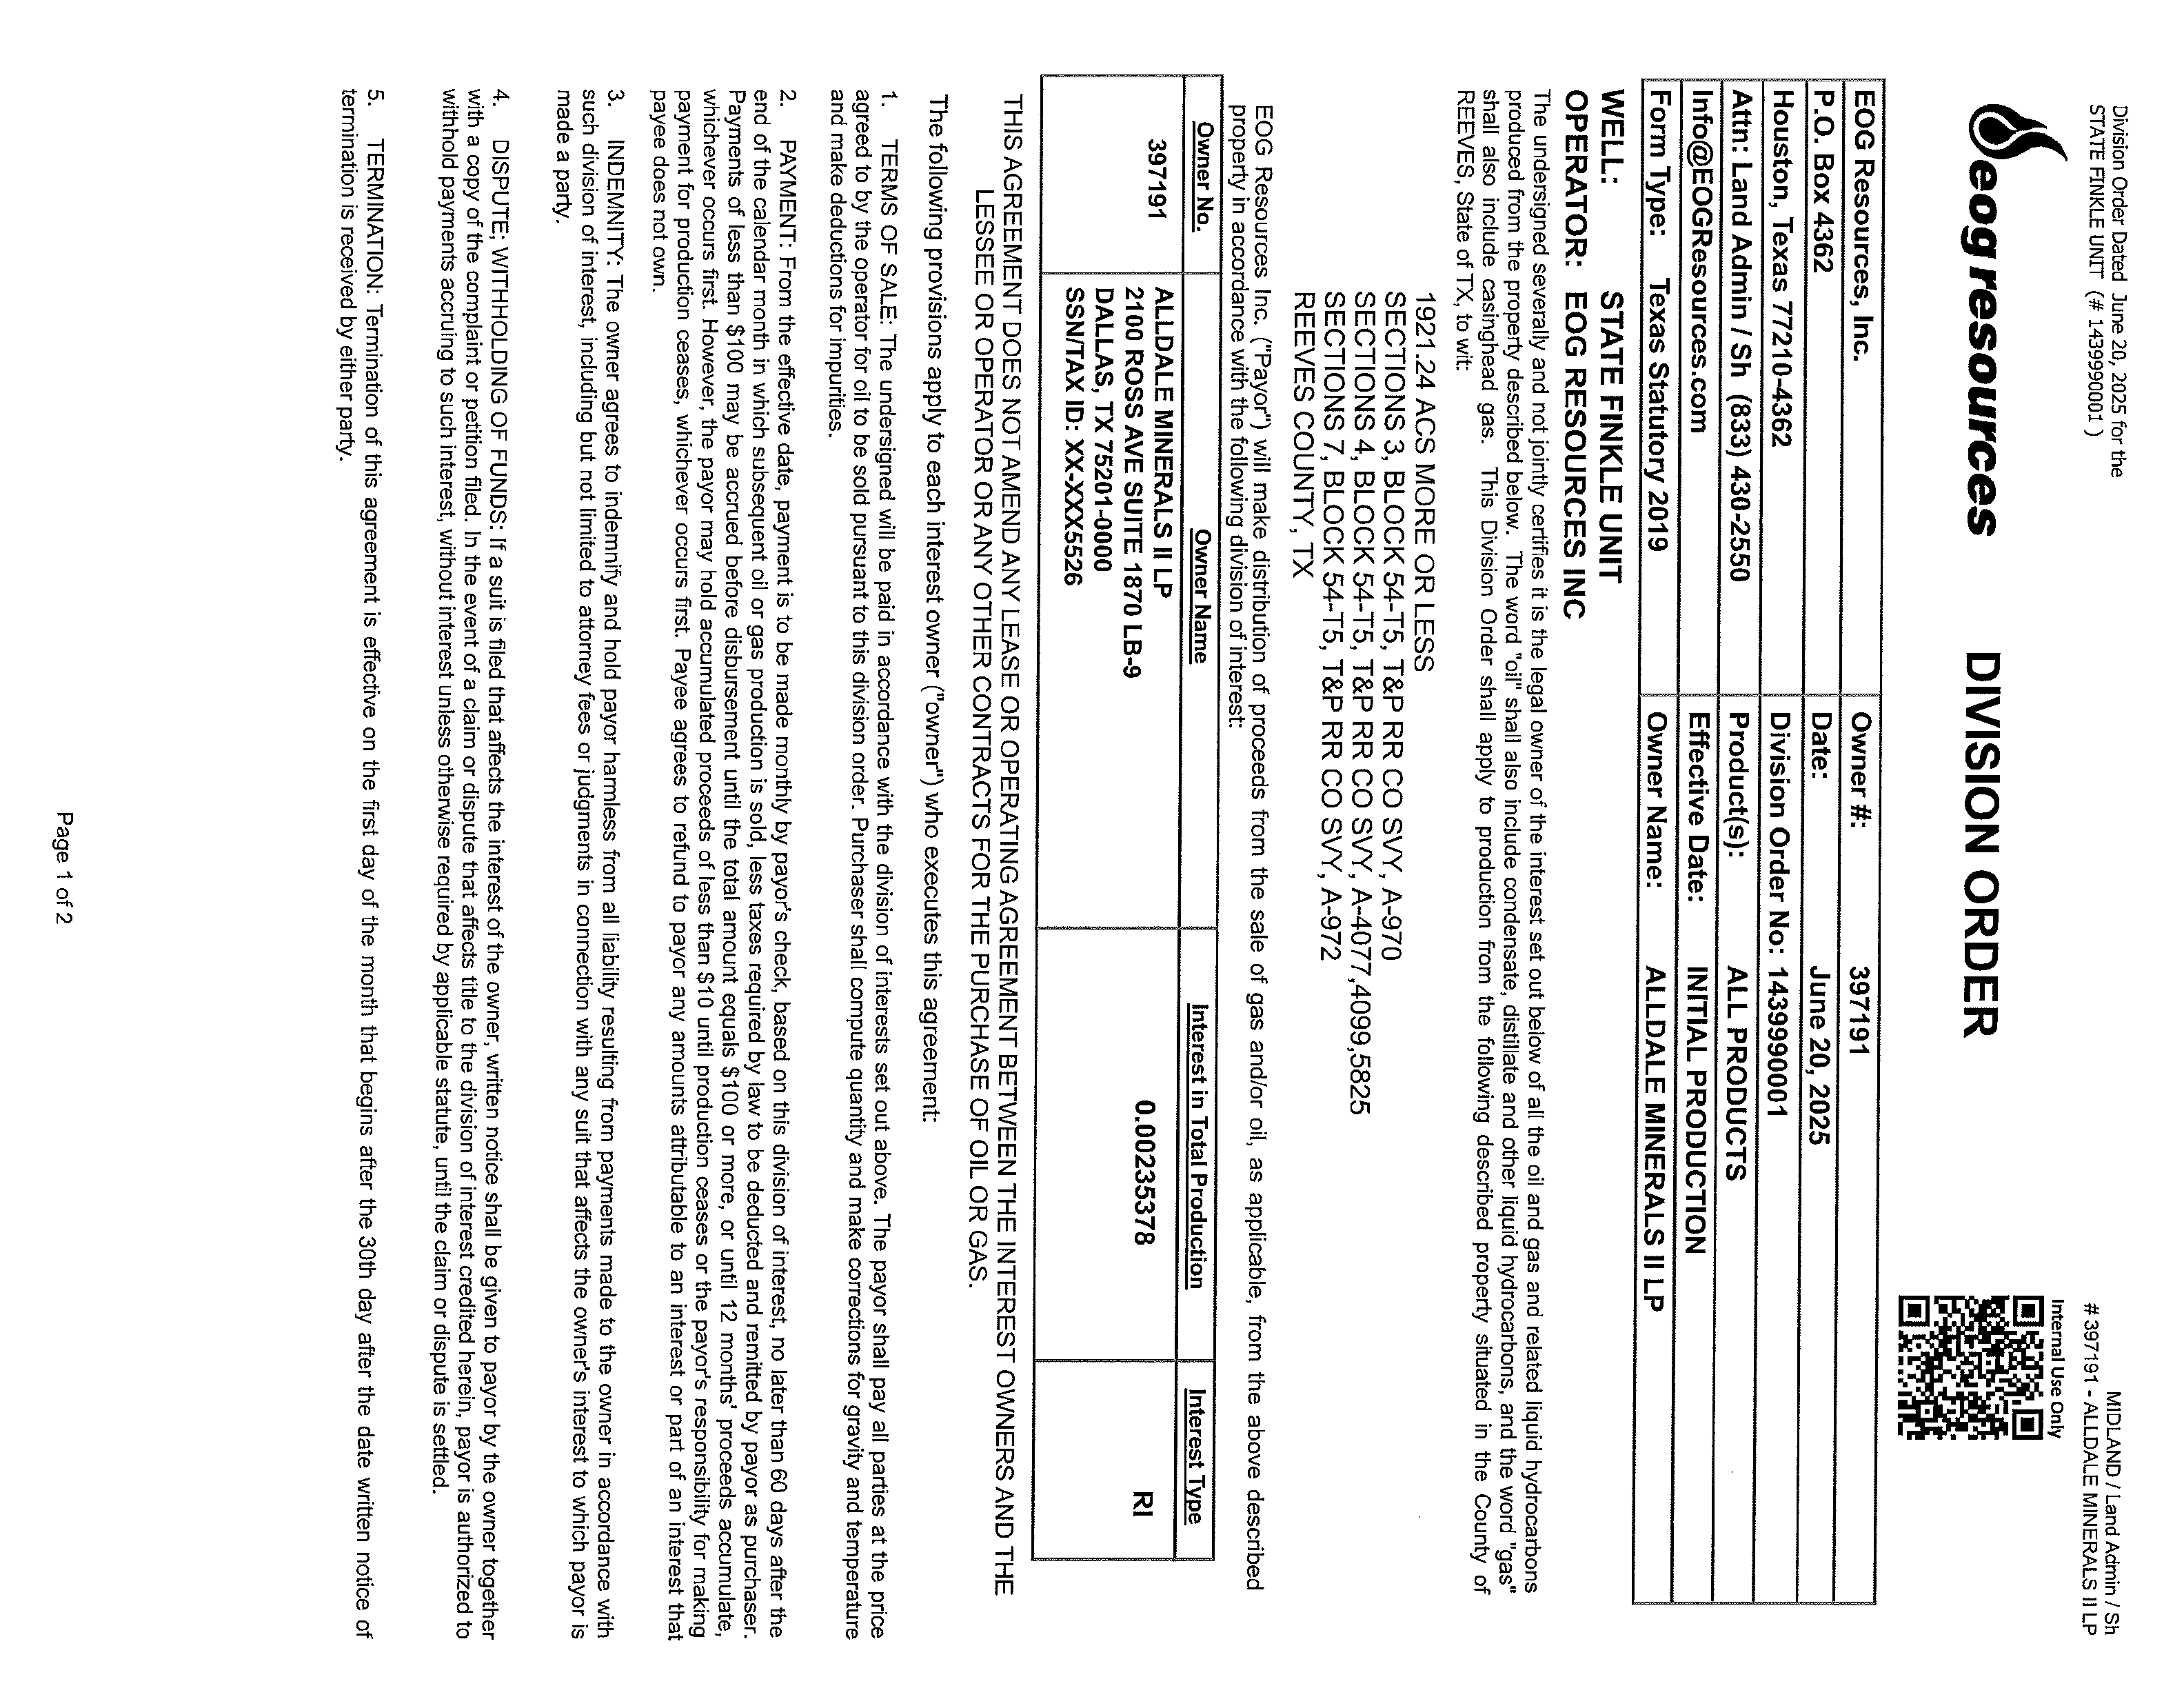 Division Order Dated June 20, 2025 for the
STATE FINKLE UNIT (# 1439990001 )
MIDLAND / Land Admin / Sh
# 397191 - ALLDALE MINERALS II LP
Internal Use Only
eog resources
DIVISION ORDER
EOG Resources, Inc. Owner #: 397191
P.O. Box 4362 Date: June 20, 2025
Houston, Texas 77210-4362 Division Order No: 1439990001
Attn: Land Admin / Sh (833) 430-2550 Product(s): ALL PRODUCTS
Info@EOGResources.com Effective Date: INITIAL PRODUCTION
Form Type: Texas Statutory 2019 Owner Name: ALLDALE MINERALS II LP
WELL: STATE FINKLE UNIT
OPERATOR: EOG RESOURCES INC
The undersigned severally and not jointly certifies it is the legal owner of the interest set out below of all the oil and gas and related liquid hydrocarbons
produced from the property described below. The word "oil" shall also include condensate, distillate and other liquid hydrocarbons, and the word "gas"
shall also include casinghead gas. This Division Order shall apply to production from the following described property situated in the County of
REEVES, State of TX, to wit:
1921.24 ACS MORE OR LESS
SECTIONS 3, BLOCK 54-T5, T&P RR CO SVY, A-970
SECTIONS 4, BLOCK 54-T5, T&P RR CO SVY, A-4077,4099,5825
SECTIONS 7, BLOCK 54-T5, T&P RR CO SVY, A-972
REEVES COUNTY, TX
EOG Resources Inc. ("Payor") will make distribution of proceeds from the sale of gas and/or oil, as applicable, from the above described
property in accordance with the following division of interest:
Owner No. Owner Name Interest in Total Production Interest Type
397191 ALLDALE MINERALS II LP 0.00235378 RI
2100 ROSS AVE SUITE 1870 LB-9
DALLAS, TX 75201-0000
SSN/TAX ID: XX-XXX5526
THIS AGREEMENT DOES NOT AMEND ANY LEASE OR OPERATING AGREEMENT BETWEEN THE INTEREST OWNERS AND THE
LESSEE OR OPERATOR OR ANY OTHER CONTRACTS FOR THE PURCHASE OF OIL OR GAS.
The following provisions apply to each interest owner ("owner") who executes this agreement:
1. TERMS OF SALE: The undersigned will be paid in accordance with the division of interests set out above. The payor shall pay all parties at the price
agreed to by the operator for oil to be sold pursuant to this division order. Purchaser shall compute quantity and make corrections for gravity and temperature
and make deductions for impurities.
2. PAYMENT: From the effective date, payment is to be made monthly by payor's check, based on this division of interest, no later than 60 days after the
end of the calendar month in which subsequent oil or gas production is sold, less taxes required by law to be deducted and remitted by payor as purchaser.
Payments of less than $100 may be accrued before disbursement until the total amount equals $100 or more, or until 12 months' proceeds accumulate,
whichever occurs first. However, the payor may hold accumulated proceeds of less than $10 until production ceases or the payor's responsibility for making
payment for production ceases, whichever occurs first. Payee agrees to refund to payor any amounts attributable to an interest or part of an interest that
payee does not own.
3. INDEMNITY: The owner agrees to indemnify and hold payor harmless from all liability resulting from payments made to the owner in accordance with
such division of interest, including but not limited to attorney fees or judgments in connection with any suit that affects the owner's interest to which payor is
made a party.
4. DISPUTE; WITHHOLDING OF FUNDS: If a suit is filed that affects the interest of the owner, written notice shall be given to payor by the owner together
with a copy of the complaint or petition filed. In the event of a claim or dispute that affects title to the division of interest credited herein, payor is authorized to
withhold payments accruing to such interest, without interest unless otherwise required by applicable statute, until the claim or dispute is settled.
5. TERMINATION: Termination of this agreement is effective on the first day of the month that begins after the 30th day after the date written notice of
termination is received by either party.
Page 1 of 2